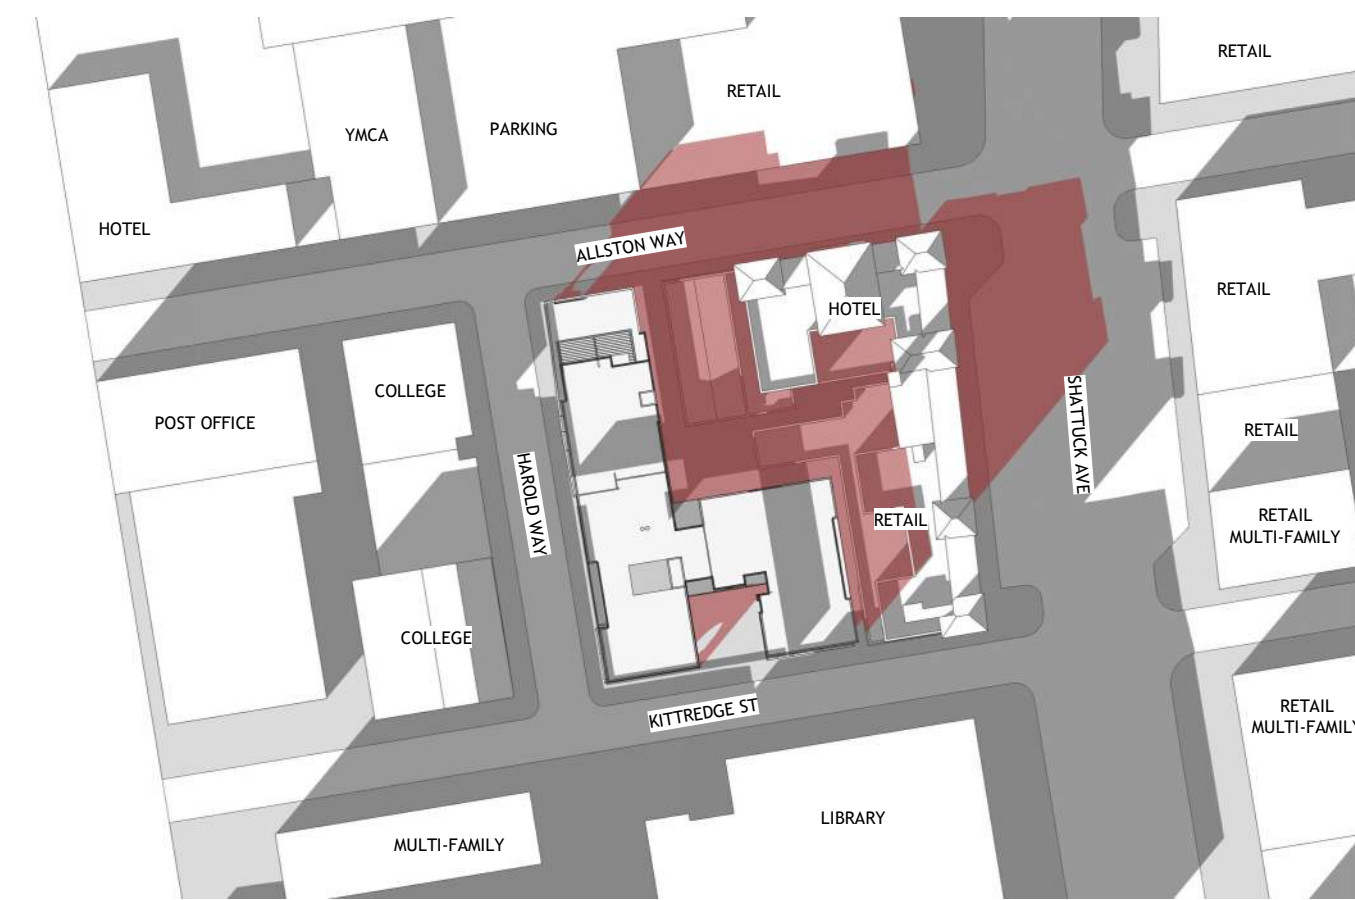 RETAIL
RETAIL
YMCA
PARKING
HOTEL
ALLSTON WAY
RETAIL
HOTEL
COLLEGE
POST OFFICE
SHATTUCK AVE
RETAIL
HAROLD WAY
RETAIL
RETAIL
MULTI-FAMILY
COLLEGE
KITTREDGE ST
RETAIL
MULTI-FAMILY
LIBRARY
MULTI-FAMILY